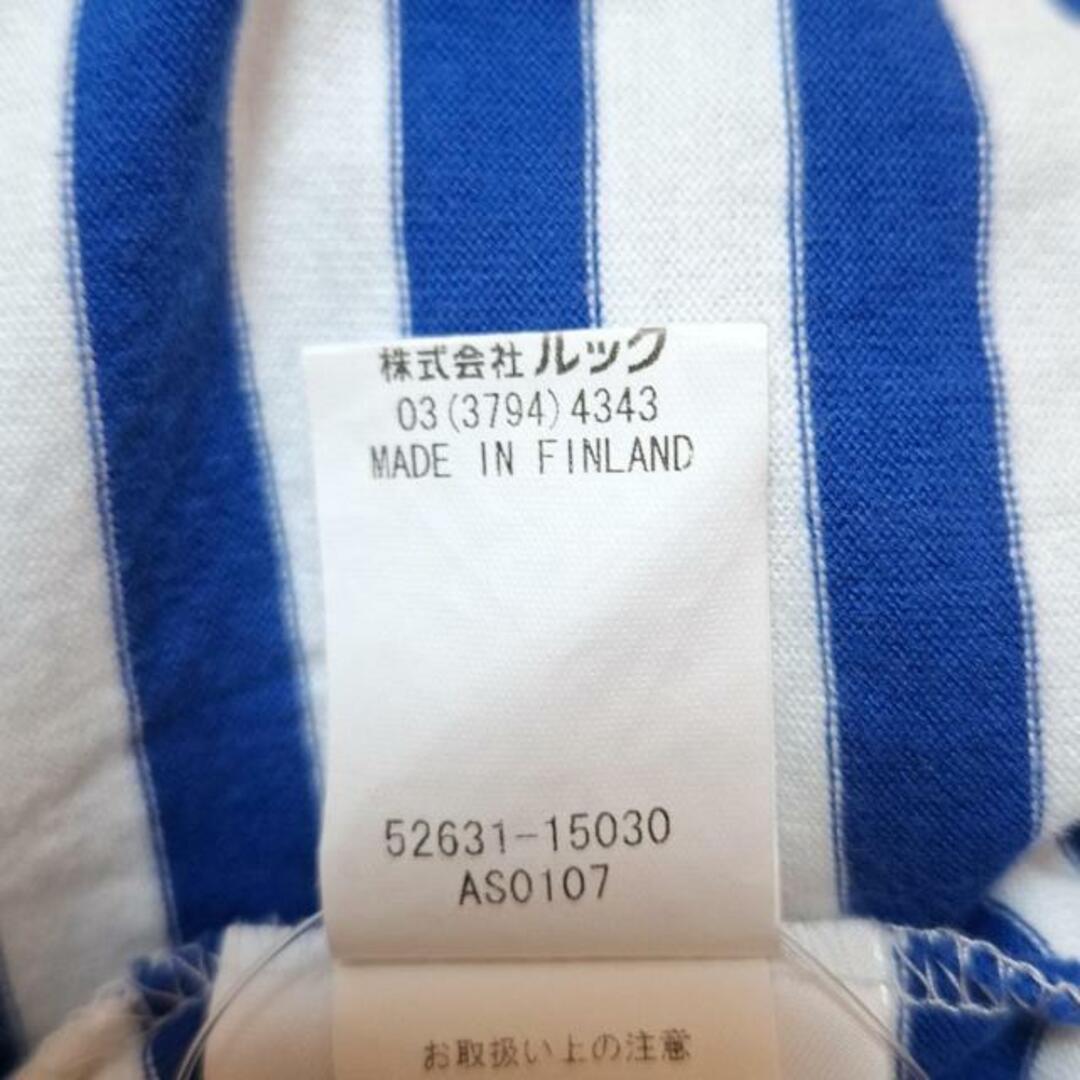 株式会社 ルック
03(3794)4343
MADE IN FINLAND
52631-15030
AS0107
お取扱い上の注意